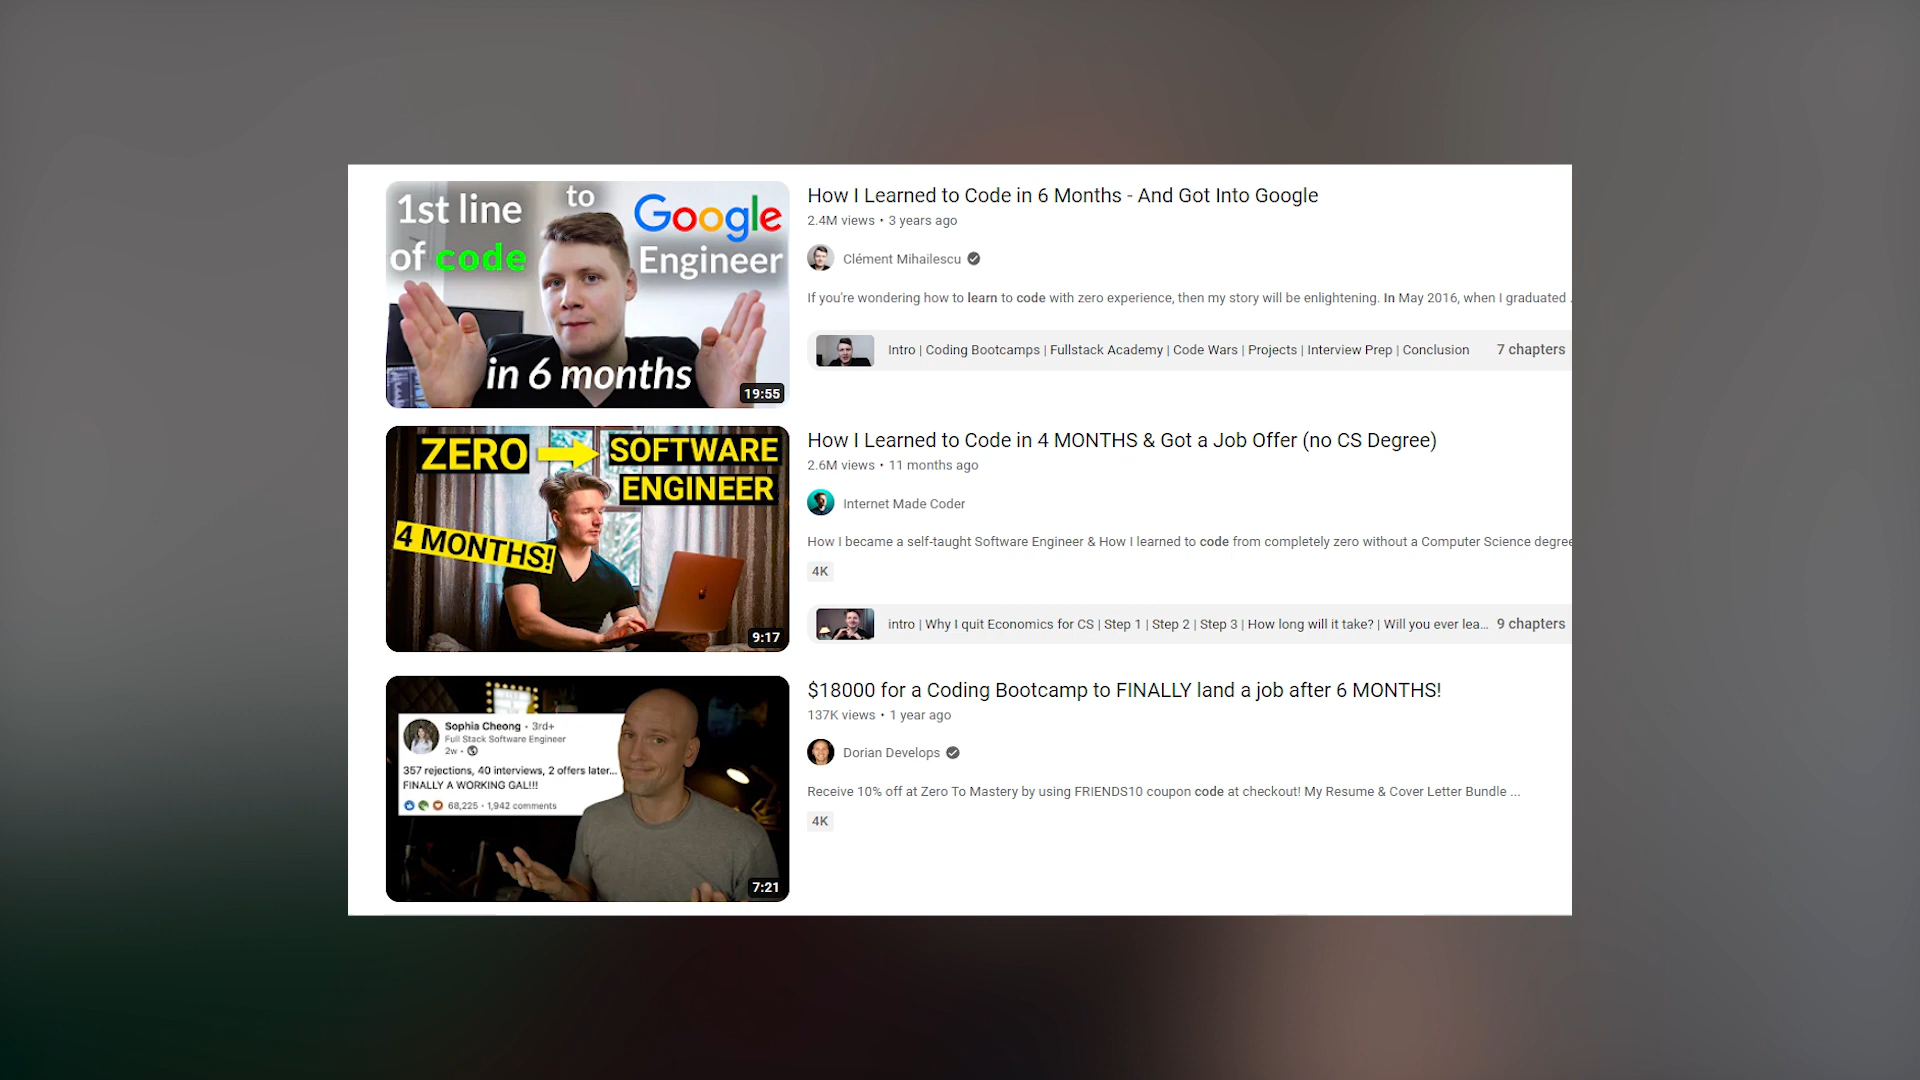 1st line to Google
of code Engineer
in 6 months
19:55
How I Learned to Code in 6 Months - And Got Into Google
2.4M views • 3 years ago
Clément Mihailescu
If you're wondering how to learn to code with zero experience, then my story will be enlightening. In May 2016, when I graduated .
Intro | Coding Bootcamps | Fullstack Academy | Code Wars | Projects | Interview Prep | Conclusion 7 chapters
ZERO SOFTWARE
ENGINEER
4 MONTHS!
9:17
How I Learned to Code in 4 MONTHS & Got a Job Offer (no CS Degree)
2.6M views • 11 months ago
Internet Made Coder
How I became a self-taught Software Engineer & How I learned to code from completely zero without a Computer Science degree
4K
intro | Why I quit Economics for CS | Step 1 | Step 2 | Step 3 | How long will it take? | Will you ever lea... 9 chapters
Sophia Cheong • 3rd+
Full Stack Software Engineer
2w •
357 rejections, 40 interviews, 2 offers later...
FINALLY A WORKING GAL!!!
68,225 • 1,942 comments
7:21
$18000 for a Coding Bootcamp to FINALLY land a job after 6 MONTHS!
137K views • 1 year ago
Dorian Develops
Receive 10% off at Zero To Mastery by using FRIENDS10 coupon code at checkout! My Resume & Cover Letter Bundle ...
4K